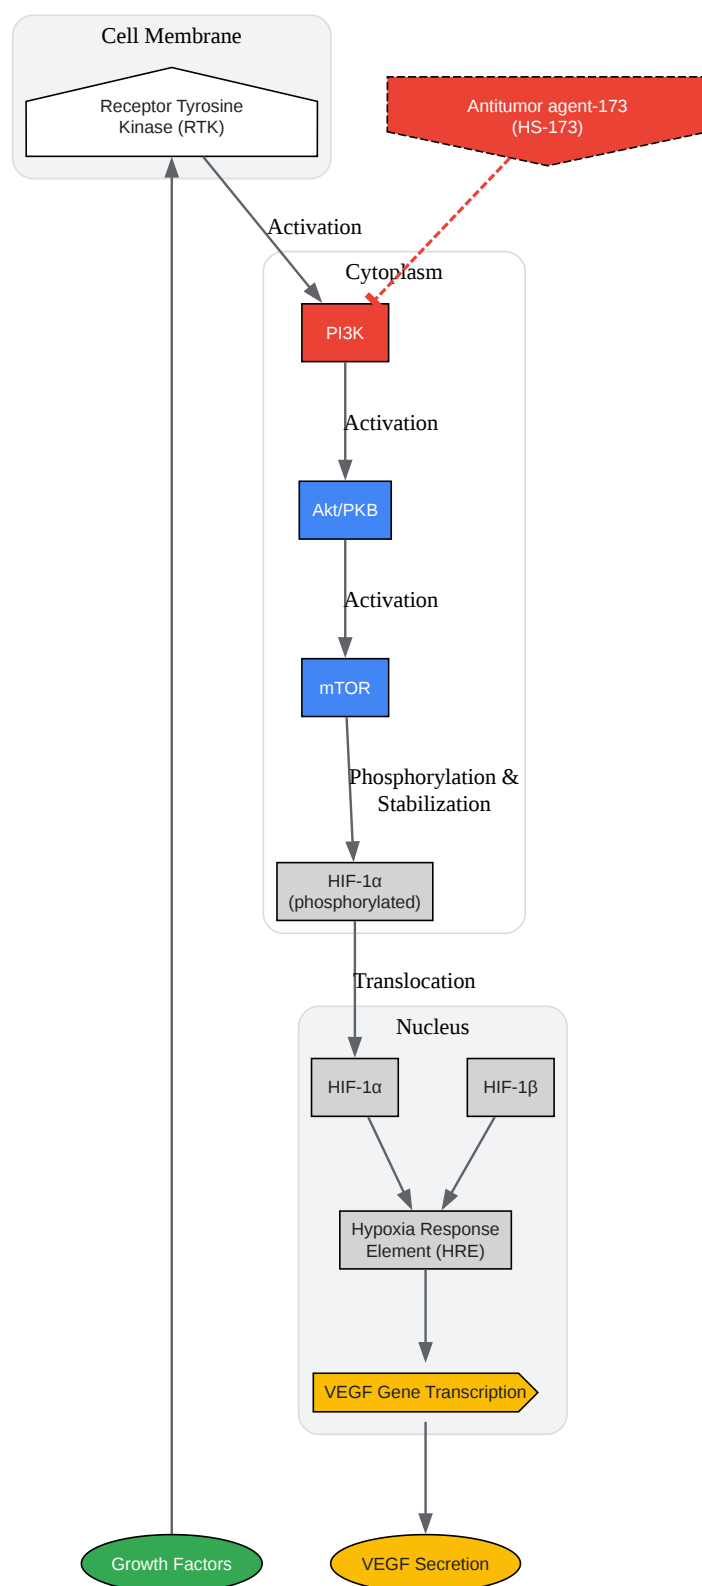 Cell Membrane
Receptor Tyrosine
Kinase (RTK)
Antitumor agent-173
(HS-173)
Activation
Cytoplasm
PI3K
Activation
Akt/PKB
Activation
mTOR
Phosphorylation &
Stabilization
HIF-1α
(phosphorylated)
Translocation
Nucleus
HIF-1α
HIF-1β
Hypoxia Response
Element (HRE)
VEGF Gene Transcription
Growth Factors
VEGF Secretion